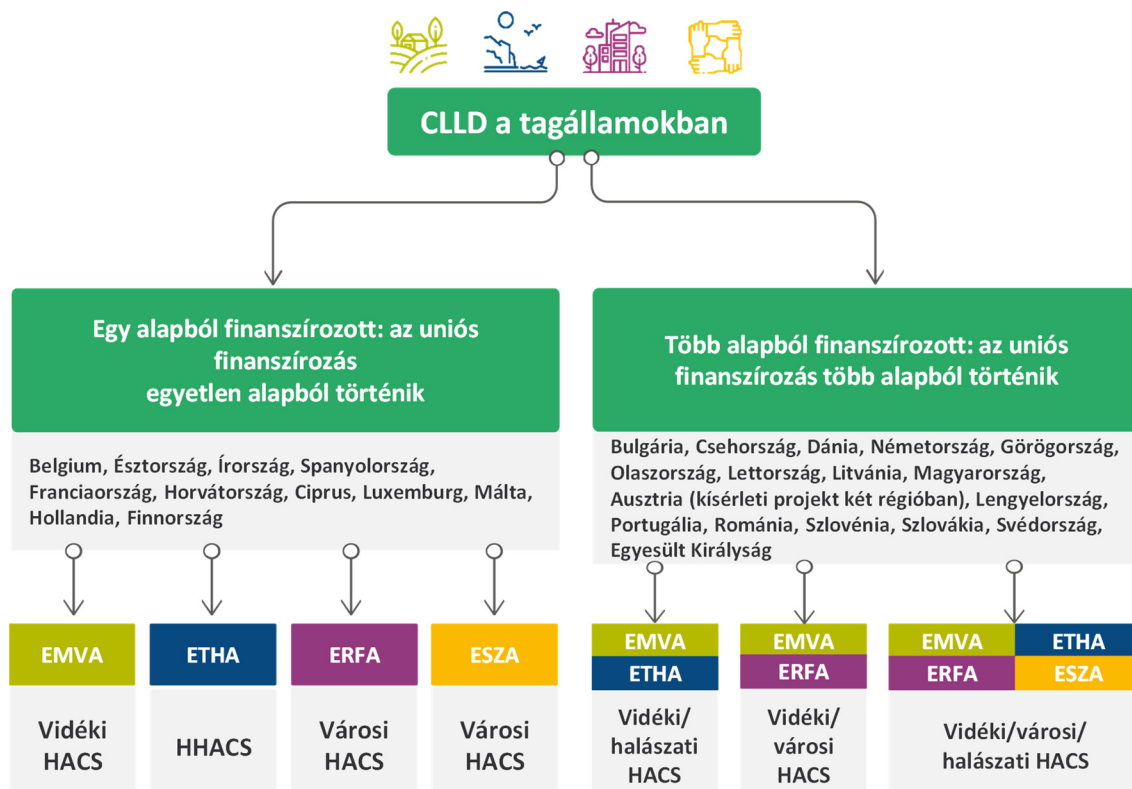 CLLD a tagállamokban
Egy alapból finanszírozott: az uniós
finanszírozás
egyetlen alapból történik
Belgium, Észtország, Írország, Spanyolország,
Franciaország, Horvátország, Ciprus, Luxemburg, Málta,
Hollandia, Finnország
EMVA
Vidéki
HACS
ETHA
HHACS
ERFA
Városi
HACS
ESZA
Városi
HACS
Több alapból finanszírozott: az uniós
finanszírozás több alapból történik
Bulgária, Csehország, Dánia, Németország, Görögország,
Olaszország, Lettország, Litvánia, Magyarország,
Ausztria (kísérleti projekt két régióban), Lengyelország,
Portugália, Románia, Szlovénia, Szlovákia, Svédország,
Egyesült Királyság
EMVA
ETHA
Vidéki/
halászati
HACS
EMVA
ERFA
Vidéki/
városi
HACS
EMVA ETHA
ERFA ESZA
Vidéki/városi/
halászati HACS